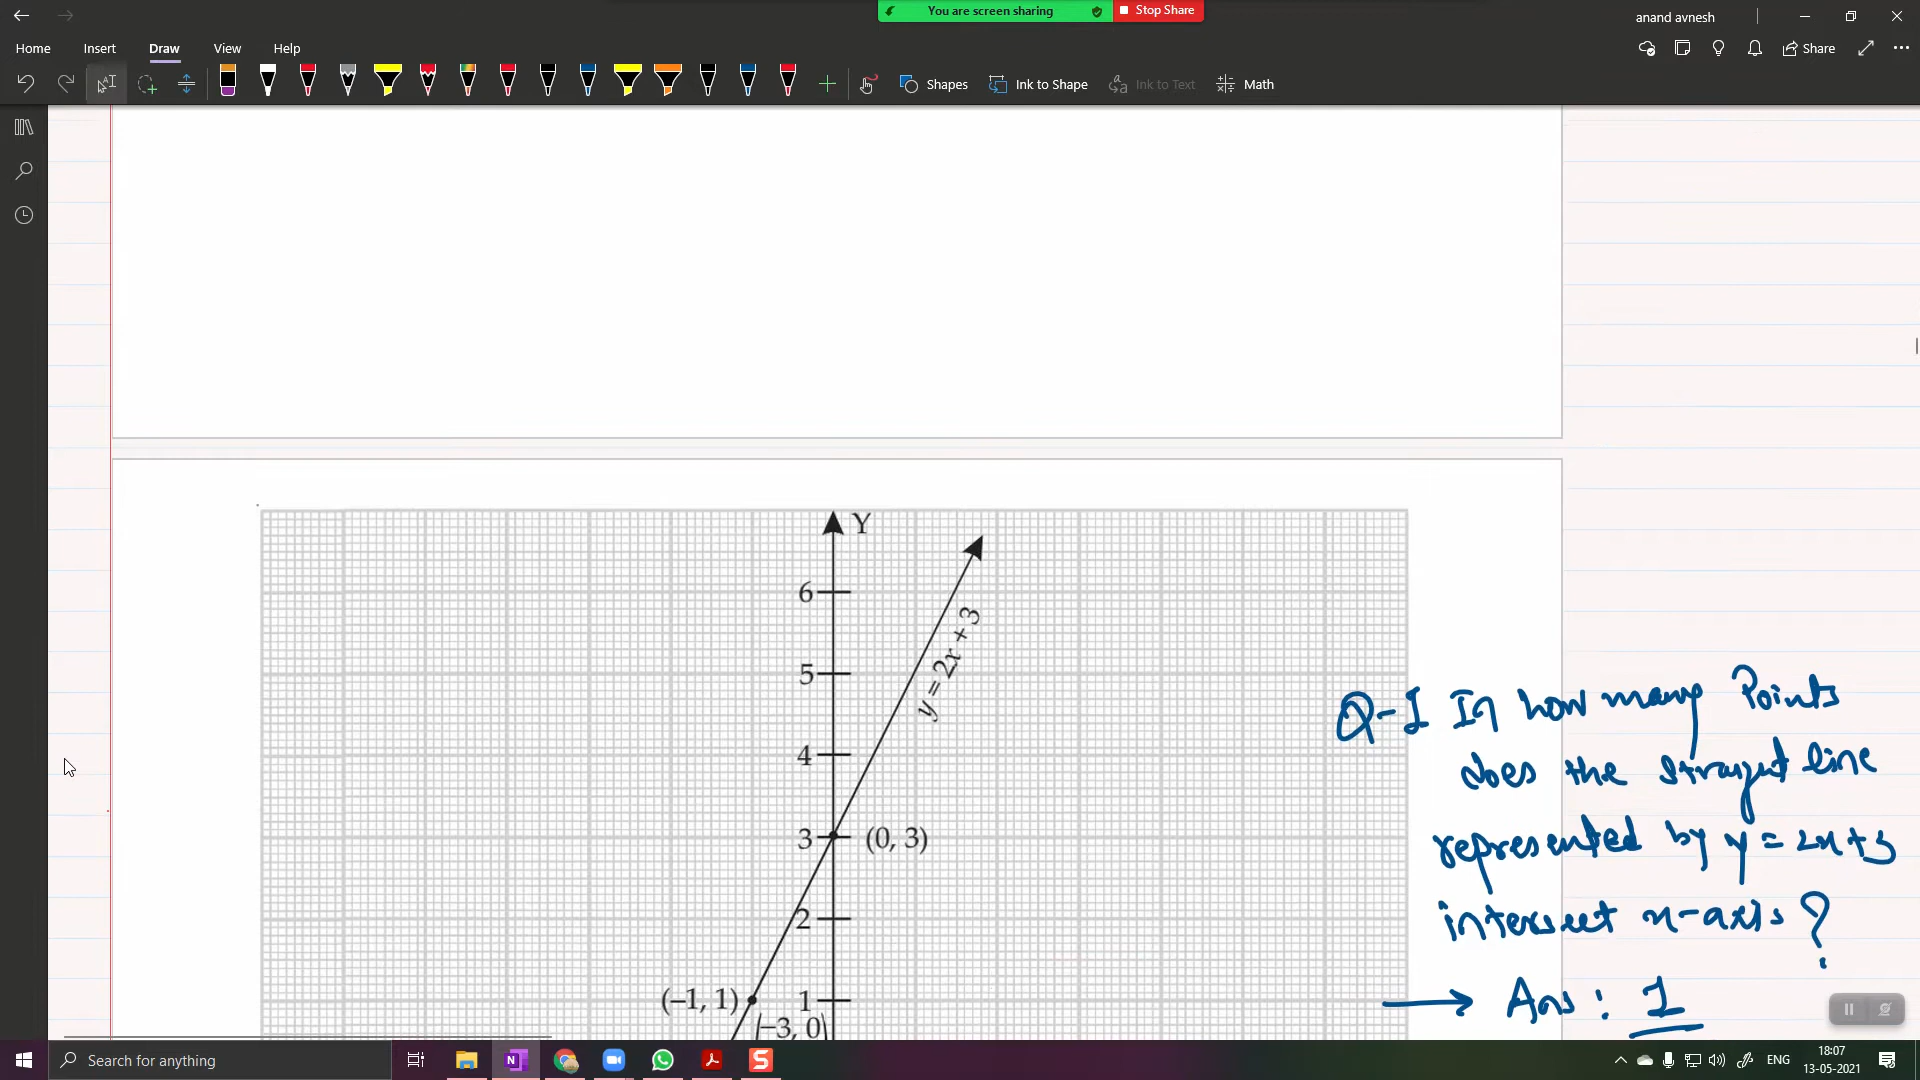 You are screen sharing
Stop Share
anand avnesh
Home Insert Draw View Help
Share
Shapes
Ink to Shape
Ink to Text
Math
Y
6
y = 2x + 3
5
4
3 (0, 3)
2
(–1, 1) 1
(–3, 0)
Q-1 In how many Points
does the straight line
represented by y = 2x+3
intersect x-axis ?
→ Ans : 1
Search for anything
ENG
18:07
13-05-2021